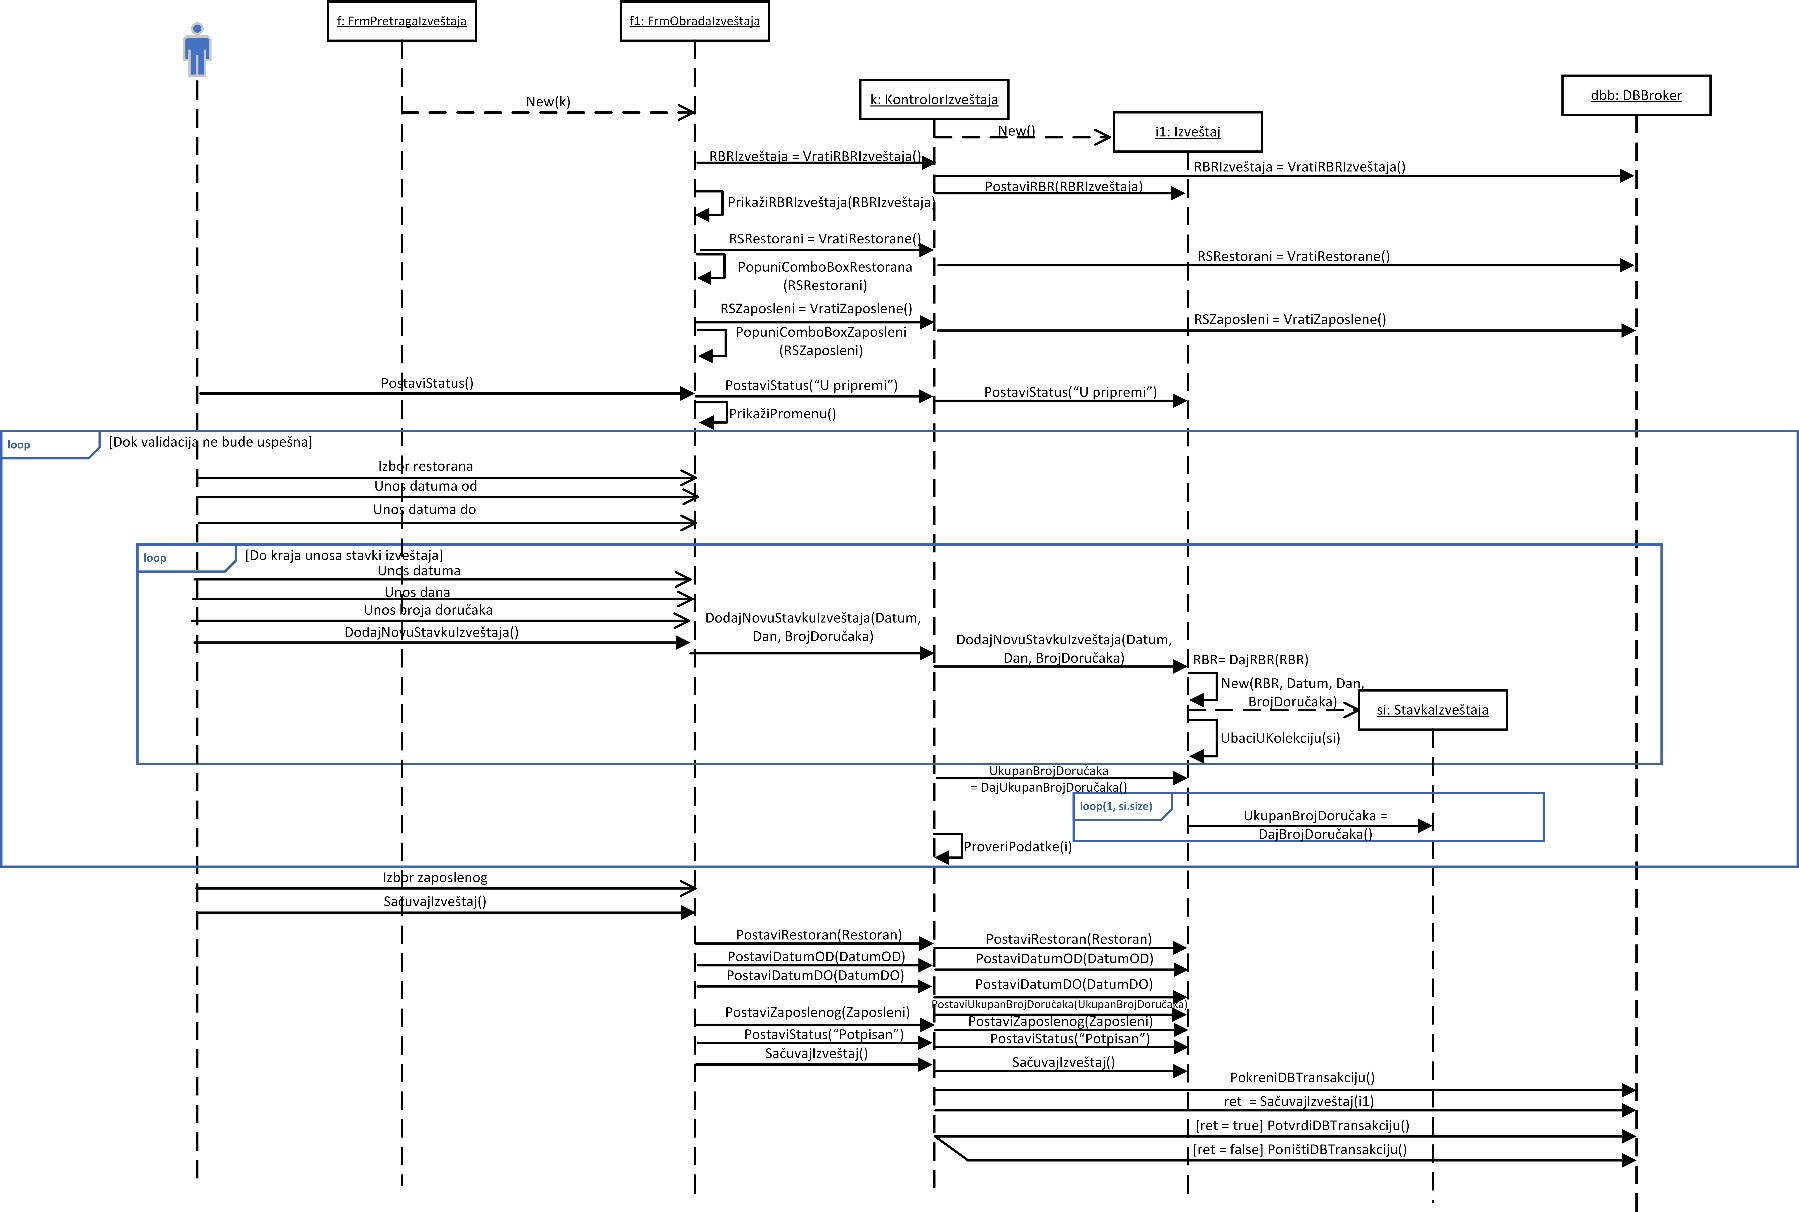 f: FrmPretragaIzveštaja
f1: FrmObradaIzveštaja
k: KontrolorIzveštaja
dbb: DBBroker
New(k)
New()
i1: Izveštaj
RBRIzveštaja = VratiRBRIzveštaja()
RBRIzveštaja = VratiRBRIzveštaja()
PostaviRBR(RBRIzveštaja)
PrikažiRBRIzveštaja(RBRIzveštaja)
RSRestorani = VratiRestorane()
RSRestorani = VratiRestorane()
PopuniComboBoxRestorana
(RSRestorani)
RSZaposleni = VratiZaposlene()
RSZaposleni = VratiZaposlene()
PopuniComboBoxZaposleni
(RSZaposleni)
PostaviStatus()
PostaviStatus(“U pripremi”)
PostaviStatus(“U pripremi”)
PrikažiPromenu()
loop
[Dok validacija ne bude uspešna]
Izbor restorana
Unos datuma od
Unos datuma do
loop
[Do kraja unosa stavki izveštaja]
Unos datuma
Unos dana
Unos broja doručaka
DodajNovuStavkuIzveštaja()
DodajNovuStavkuIzveštaja(Datum,
Dan, BrojDoručaka)
DodajNovuStavkuIzveštaja(Datum,
Dan, BrojDoručaka)
RBR= DajRBR(RBR)
New(RBR, Datum, Dan,
BrojDoručaka)
si: StavkaIzveštaja
UbaciUKolekciju(si)
UkupanBrojDoručaka
= DajUkupanBrojDoručaka()
loop(1, si.size)
UkupanBrojDoručaka =
DajBrojDoručaka()
ProveriPodatke(i)
Izbor zaposlenog
SačuvajIzveštaj()
PostaviRestoran(Restoran)
PostaviRestoran(Restoran)
PostaviDatumOD(DatumOD)
PostaviDatumOD(DatumOD)
PostaviDatumDO(DatumDO)
PostaviDatumDO(DatumDO)
PostaviUkupanBrojDoručaka(UkupanBrojDoručaka)
PostaviZaposlenog(Zaposleni)
PostaviZaposlenog(Zaposleni)
PostaviStatus(“Potpisan”)
PostaviStatus(“Potpisan”)
SačuvajIzveštaj()
SačuvajIzveštaj()
PokreniDBTransakciju()
ret = SačuvajIzveštaj(i1)
[ret = true] PotvrdiDBTransakciju()
[ret = false] PoništiDBTransakciju()